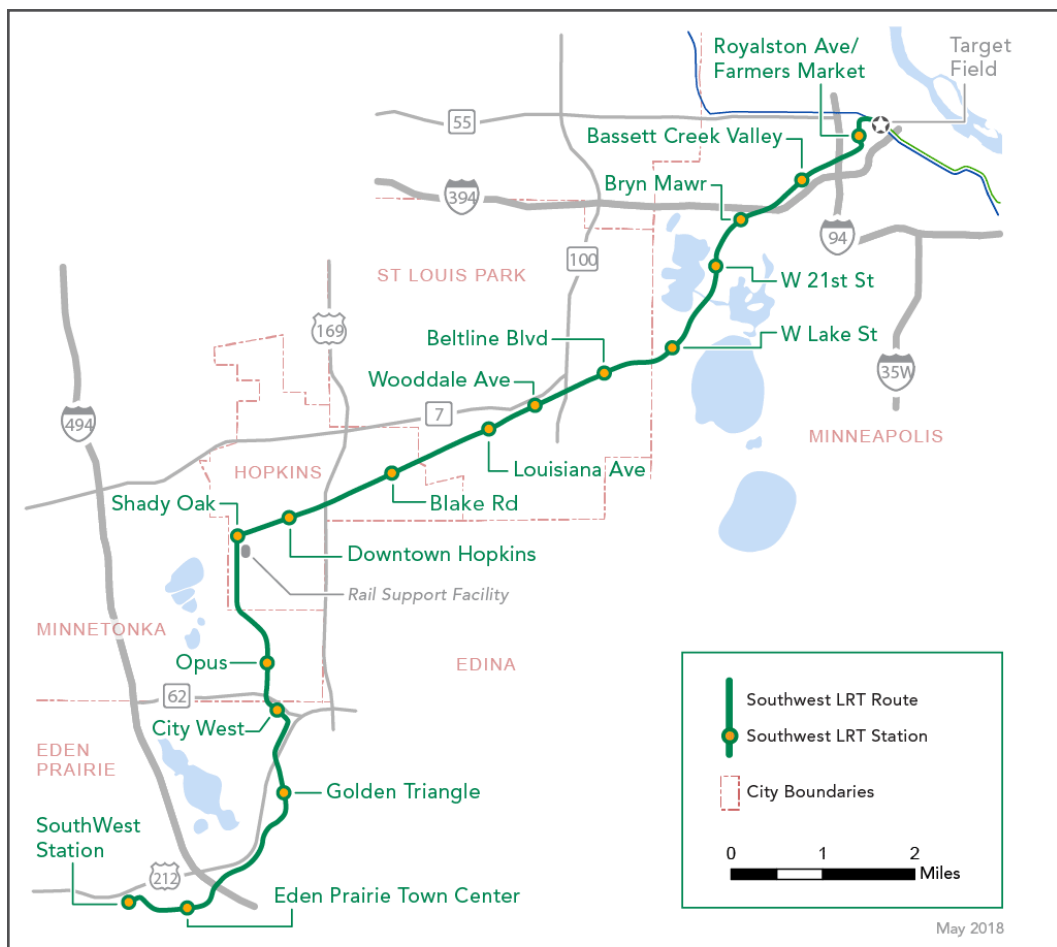 Royalston Ave/
Farmers Market
Target
Field
55
Bassett Creek Valley
Bryn Mawr
394
94
ST LOUIS PARK
100
W 21st St
169
Beltline Blvd
W Lake St
Wooddale Ave
35W
7
494
MINNEAPOLIS
HOPKINS
Louisiana Ave
Shady Oak
Blake Rd
Downtown Hopkins
Rail Support Facility
MINNETONKA
Opus
EDINA
62
City West
Southwest LRT Route
Southwest LRT Station
EDEN
PRAIRIE
Golden Triangle
City Boundaries
SouthWest
Station
0 1 2
Miles
212
Eden Prairie Town Center
May 2018